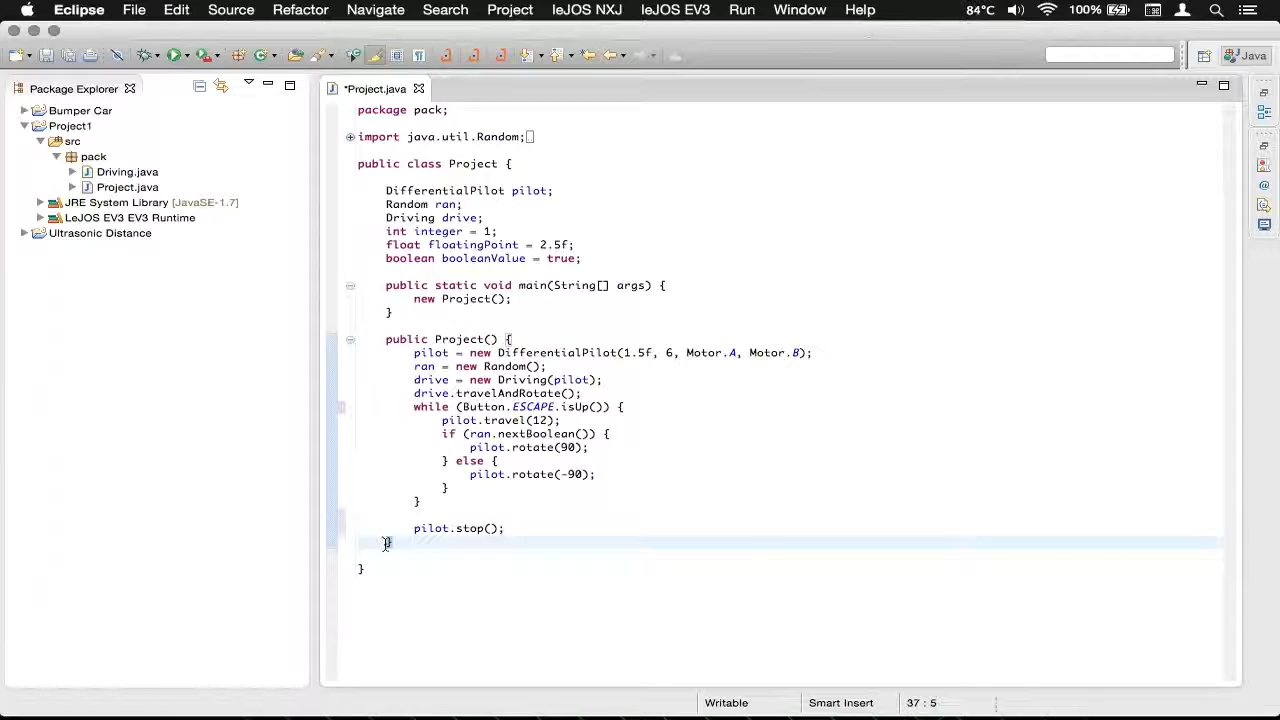 Eclipse File Edit Source Refactor Navigate Search Project leJOS NXJ leJOS EV3 Run Window Help 84°C 100%
Java
Package Explorer
*Project.java
Bumper Car
Project1
src
pack
Driving.java
Project.java
JRE System Library [JavaSE-1.7]
LeJOS EV3 EV3 Runtime
Ultrasonic Distance
package pack;
import java.util.Random;
public class Project {
DifferentialPilot pilot;
Random ran;
Driving drive;
int integer = 1;
float floatingPoint = 2.5f;
boolean booleanValue = true;
public static void main(String[] args) {
new Project();
}
public Project() {
pilot = new DifferentialPilot(1.5f, 6, Motor.A, Motor.B);
ran = new Random();
drive = new Driving(pilot);
drive.travelAndRotate();
while (Button.ESCAPE.isUp()) {
pilot.travel(12);
if (ran.nextBoolean()) {
pilot.rotate(90);
} else {
pilot.rotate(-90);
}
}
pilot.stop();
}
}
Writable Smart Insert 37 : 5